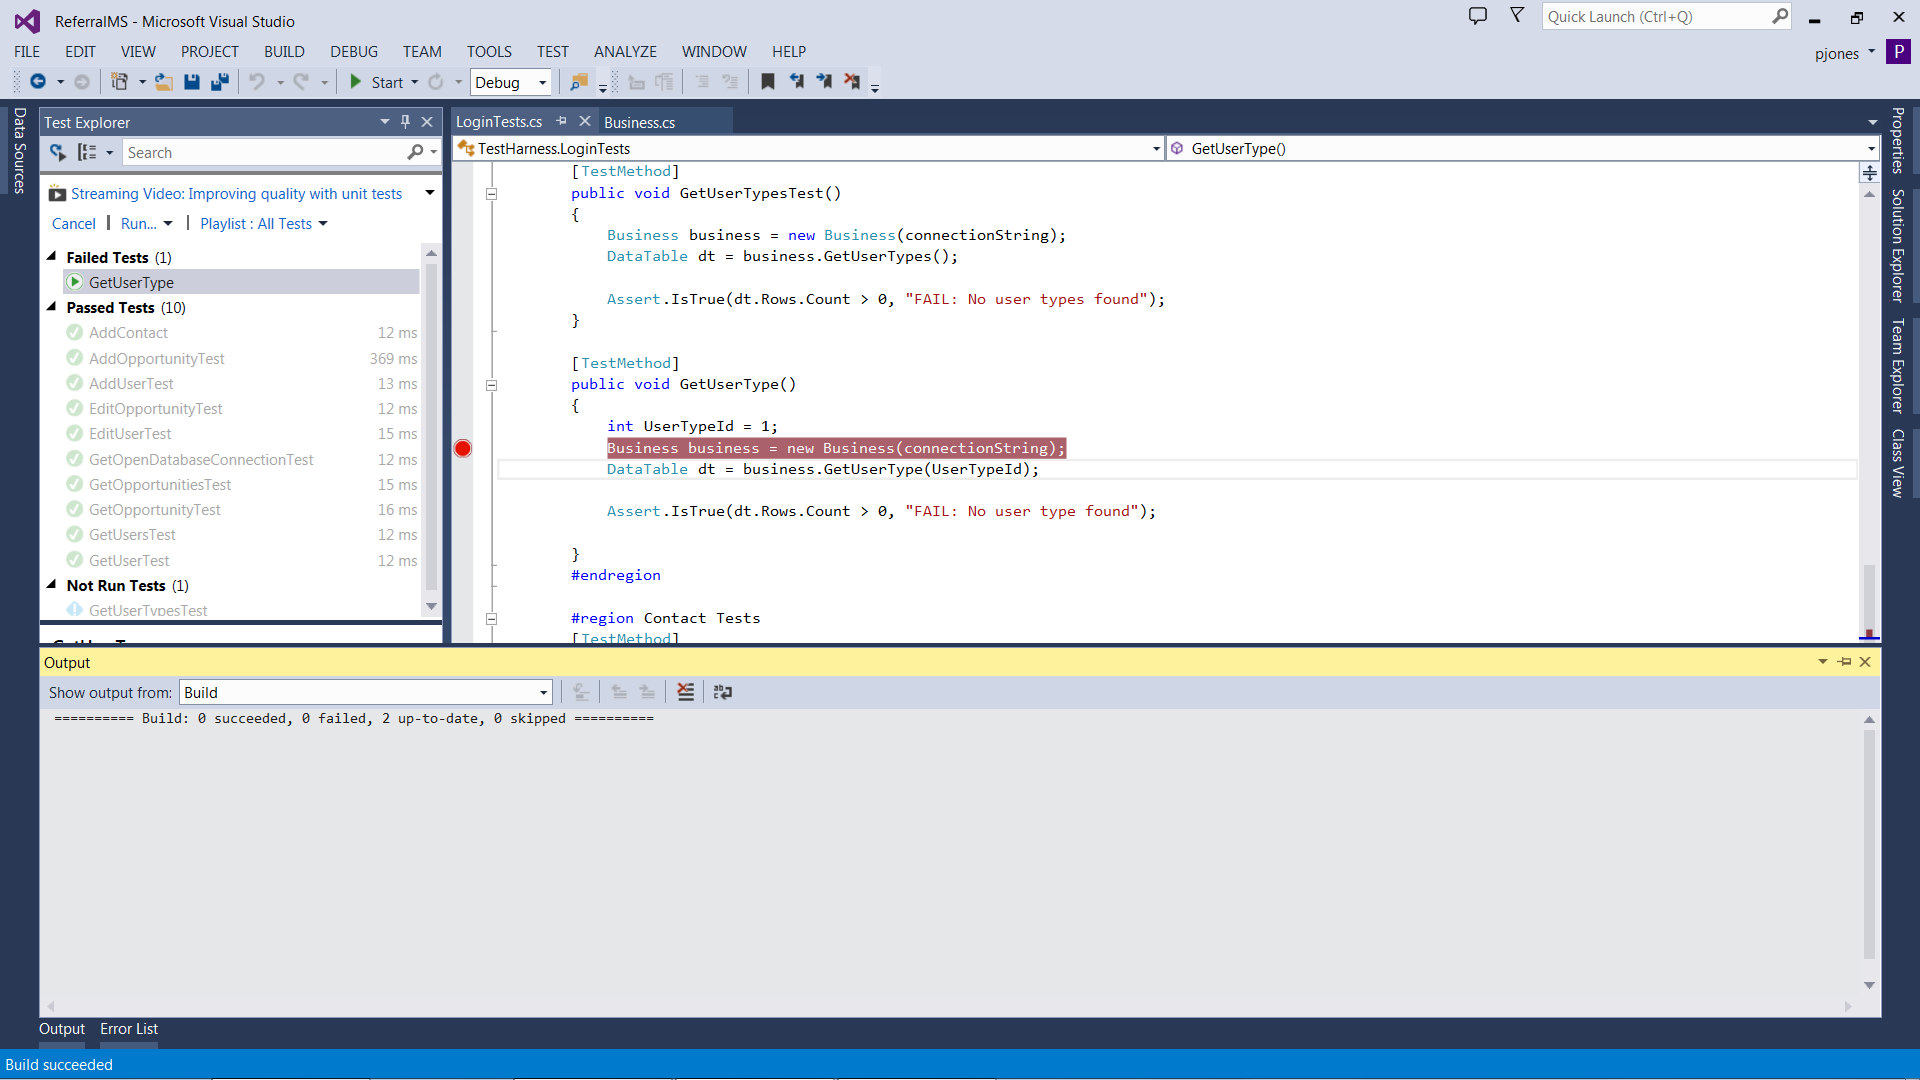 ReferralMS - Microsoft Visual Studio
Quick Launch (Ctrl+Q)
FILE EDIT VIEW PROJECT BUILD DEBUG TEAM TOOLS TEST ANALYZE WINDOW HELP
pjones P
Start Debug
Data Sources
Test Explorer
Search
Streaming Video: Improving quality with unit tests
Cancel | Run... | Playlist : All Tests
Failed Tests (1)
GetUserType
Passed Tests (10)
AddContact 12 ms
AddOpportunityTest 369 ms
AddUserTest 13 ms
EditOpportunityTest 12 ms
EditUserTest 15 ms
GetOpenDatabaseConnectionTest 12 ms
GetOpportunitiesTest 15 ms
GetOpportunityTest 16 ms
GetUsersTest 12 ms
GetUserTest 12 ms
Not Run Tests (1)
GetUserTypesTest
LoginTests.cs Business.cs
TestHarness.LoginTests GetUserType()
[TestMethod]
public void GetUserTypesTest()
{
Business business = new Business(connectionString);
DataTable dt = business.GetUserTypes();
Assert.IsTrue(dt.Rows.Count > 0, "FAIL: No user types found");
}
[TestMethod]
public void GetUserType()
{
int UserTypeId = 1;
Business business = new Business(connectionString);
DataTable dt = business.GetUserType(UserTypeId);
Assert.IsTrue(dt.Rows.Count > 0, "FAIL: No user type found");
}
#endregion
#region Contact Tests
[TestMethod]
Properties
Solution Explorer
Team Explorer
Class View
Output
Show output from: Build
========== Build: 0 succeeded, 0 failed, 2 up-to-date, 0 skipped ==========
Output Error List
Build succeeded